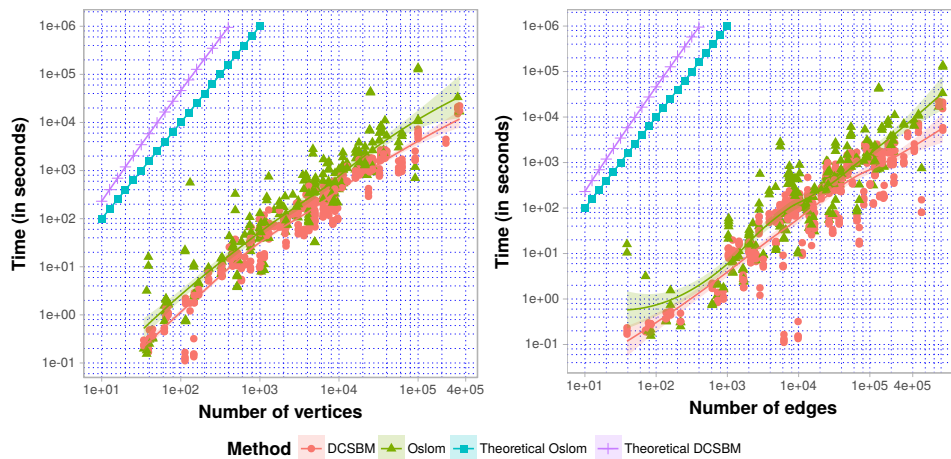 1e+06
1e+05
1e+04
1e+03
1e+02
1e+01
1e+00
1e-01
Time (in seconds)
1e+01 1e+02 1e+03 1e+04 1e+05 4e+05
Number of vertices
1e+06
1e+05
1e+04
1e+03
1e+02
1e+01
1e+00
1e-01
Time (in seconds)
1e+01 1e+02 1e+03 1e+04 1e+05 4e+05
Number of edges
Method DCSBM Oslom Theoretical Oslom Theoretical DCSBM